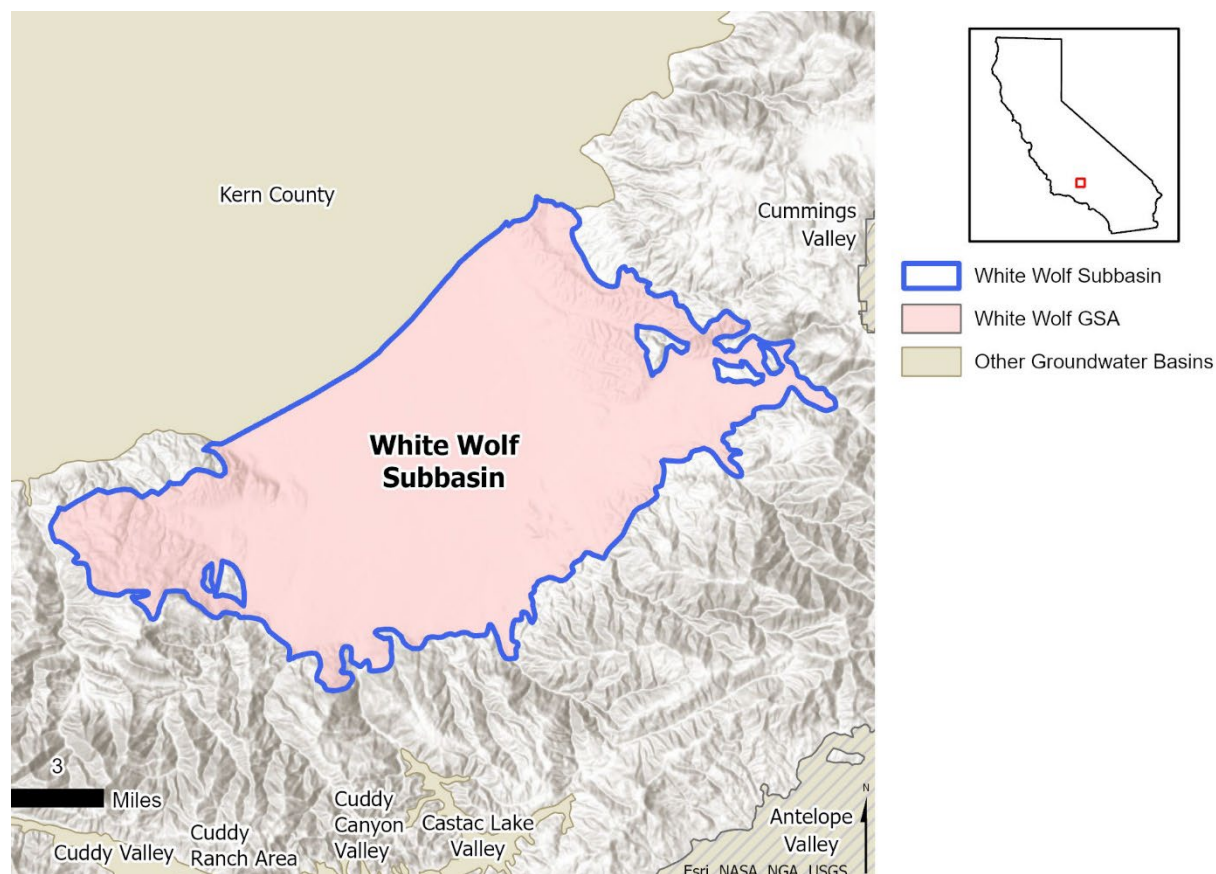 Kern County
Cummings
Valley
White Wolf
Subbasin
3
Miles
Cuddy Valley
Cuddy
Ranch Area
Cuddy
Canyon
Valley
Castac Lake
Valley
Antelope
Valley
N
Esri, NASA, NGA, USGS
White Wolf Subbasin
White Wolf GSA
Other Groundwater Basins